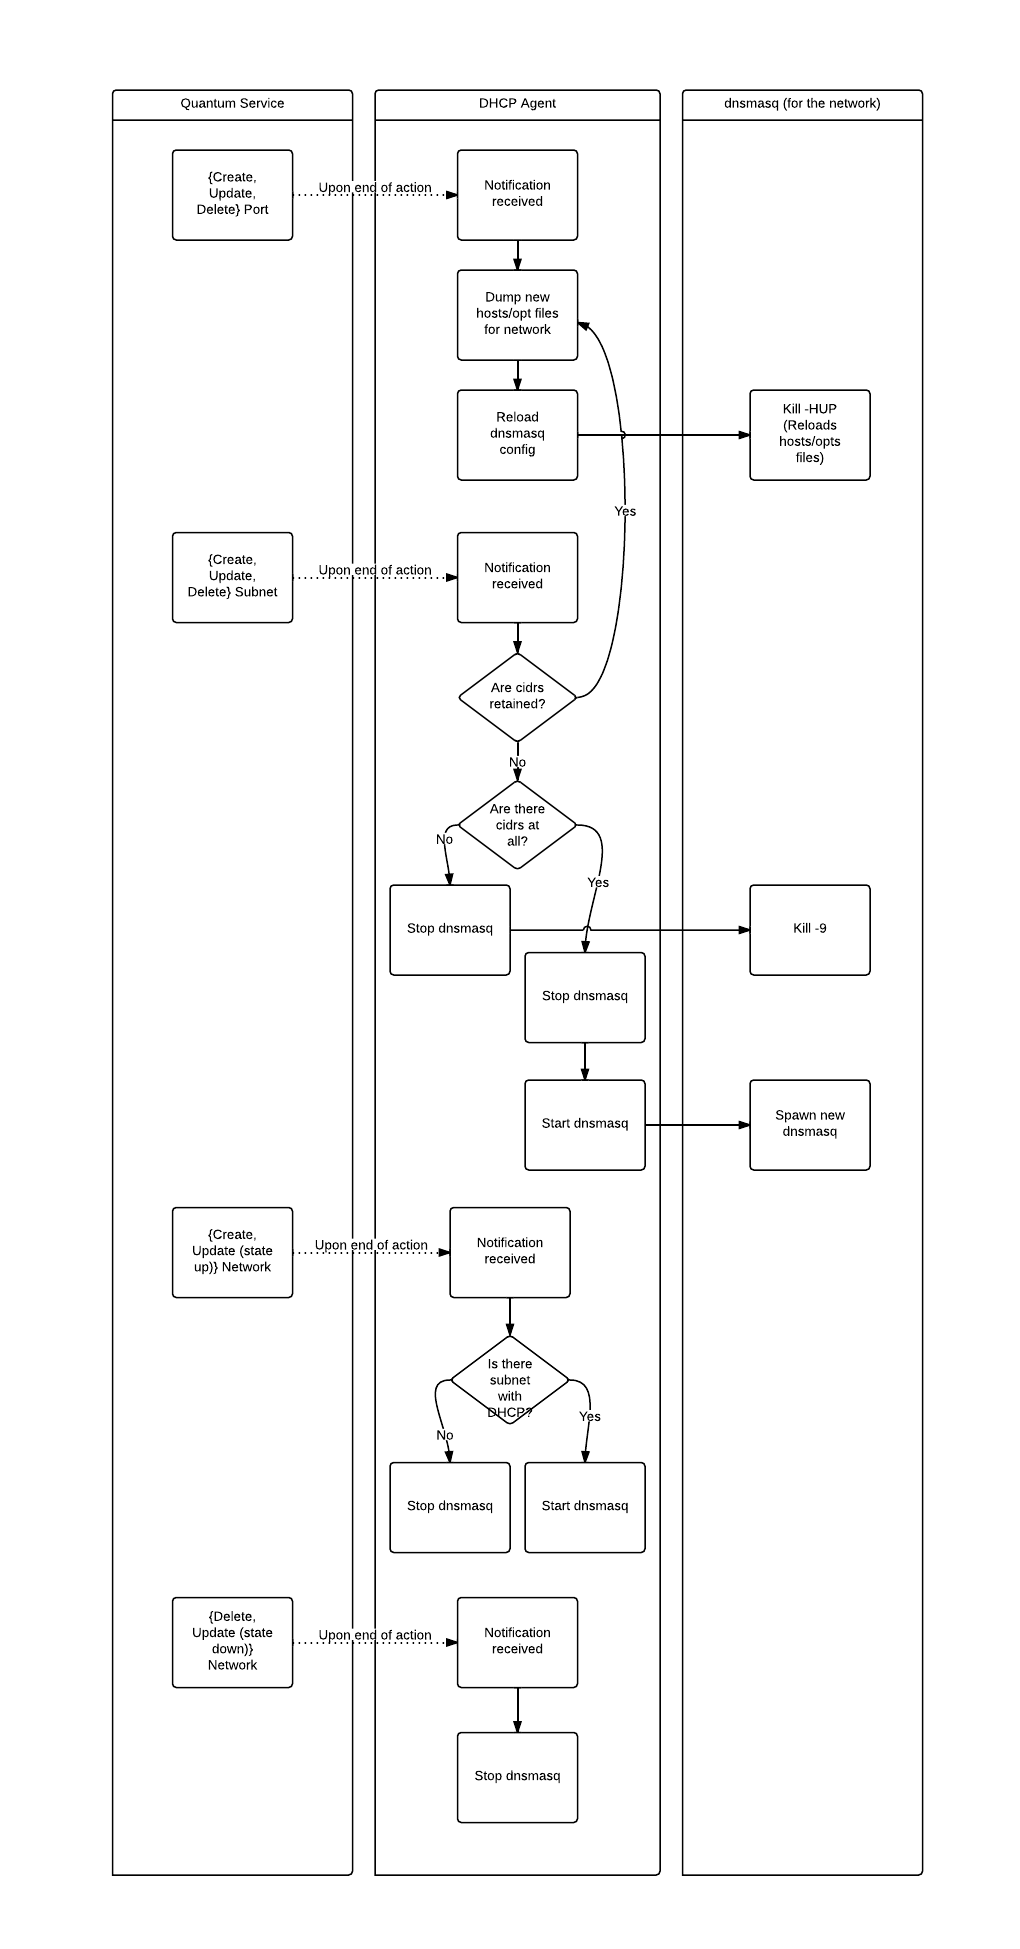 Quantum Service
DHCP Agent
dnsmasq (for the network)
{Create,
Update,
Delete} Port
Upon end of action
Notification
received
Dump new
hosts/opt files
for network
Reload
dnsmasq
config
Kill -HUP
(Reloads
hosts/opts
files)
Yes
{Create,
Update,
Delete} Subnet
Upon end of action
Notification
received
Are cidrs
retained?
No
Are there
cidrs at
all?
No
Yes
Stop dnsmasq
Kill -9
Stop dnsmasq
Start dnsmasq
Spawn new
dnsmasq
{Create,
Update (state
up)} Network
Upon end of action
Notification
received
Is there
subnet
with
DHCP?
No
Yes
Stop dnsmasq
Start dnsmasq
{Delete,
Update (state
down)}
Network
Upon end of action
Notification
received
Stop dnsmasq